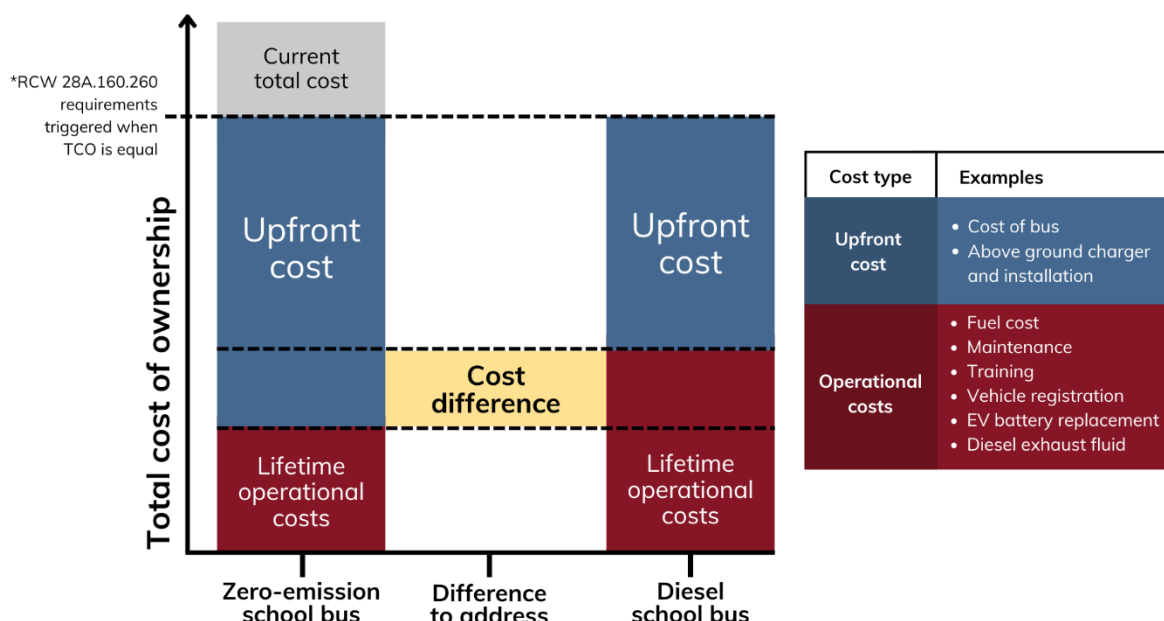 Current
total cost
*RCW 28A.160.260
requirements
triggered when
TCO is equal
Total cost of ownership
Upfront
cost
Upfront
cost
Cost
difference
Lifetime
operational
costs
Lifetime
operational
costs
Zero-emission
school bus
Difference
to address
Diesel
school bus
Cost type
Examples
Upfront
cost
• Cost of bus
• Above ground charger
and installation
Operational
costs
• Fuel cost
• Maintenance
• Training
• Vehicle registration
• EV battery replacement
• Diesel exhaust fluid